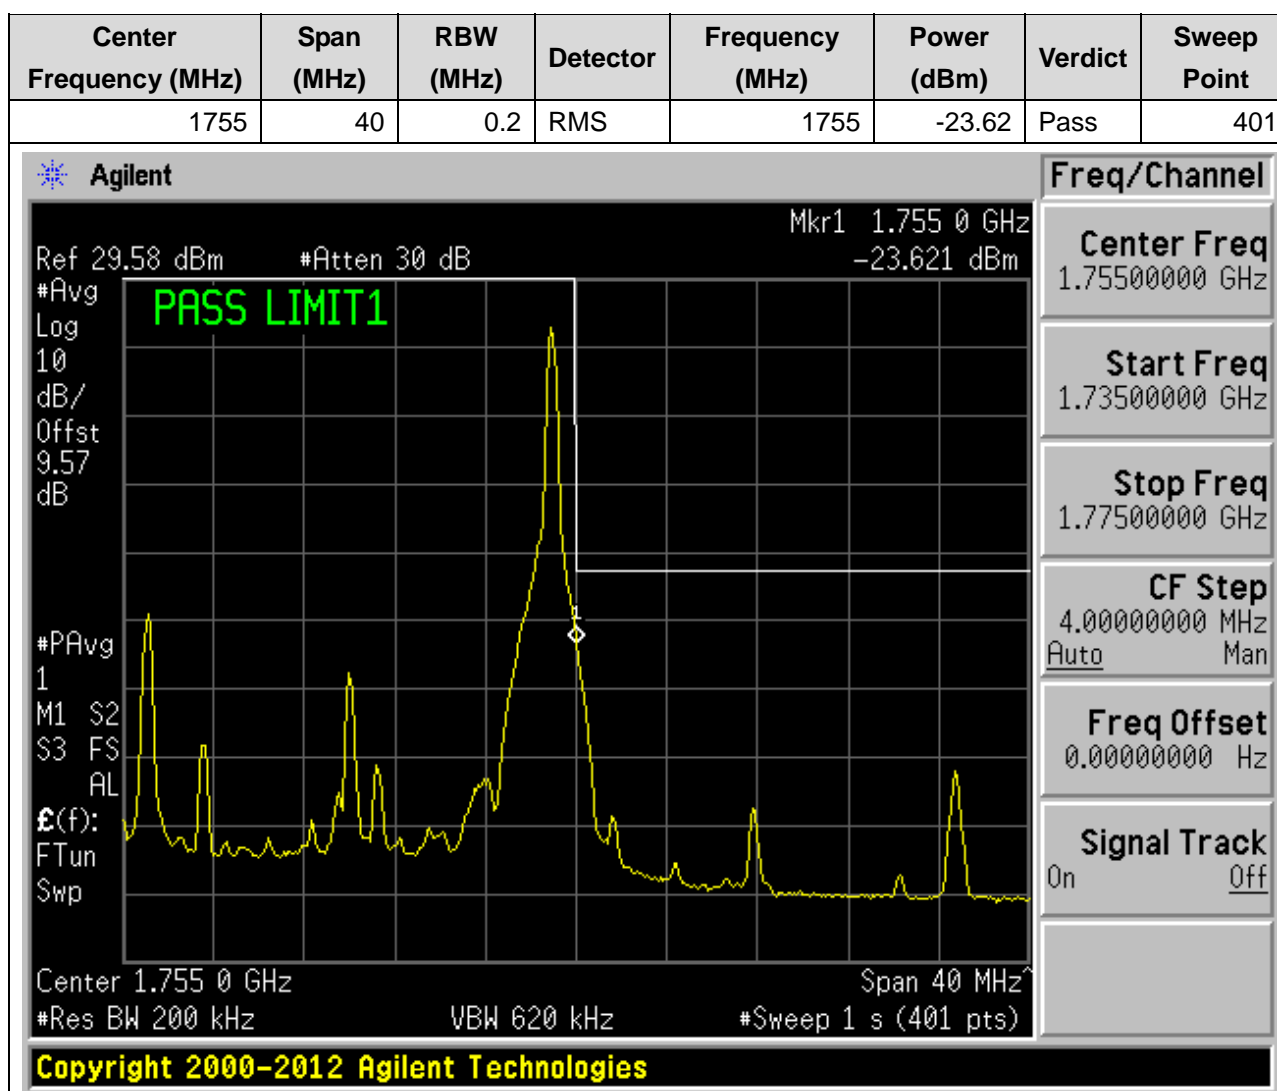 Center Frequency (MHz) Span (MHz) RBW (MHz) Detector Frequency (MHz) Power (dBm) Verdict Sweep Point
1755 40 0.2 RMS 1755 -23.62 Pass 401
Agilent
Freq/Channel
Mkr1 1.755 0 GHz
Ref 29.58 dBm #Atten 30 dB -23.621 dBm
#Avg
Log
10
dB/
Offst
9.57
dB
PASS LIMIT1
1
#PAvg
1
M1 S2
S3 FS
AL
£(f):
FTun
Swp
Center 1.755 0 GHz Span 40 MHz^
#Res BW 200 kHz VBW 620 kHz #Sweep 1 s (401 pts)
Center Freq
1.75500000 GHz
Start Freq
1.73500000 GHz
Stop Freq
1.77500000 GHz
CF Step
4.00000000 MHz
Auto Man
Freq Offset
0.00000000 Hz
Signal Track
On Off
Copyright 2000-2012 Agilent Technologies